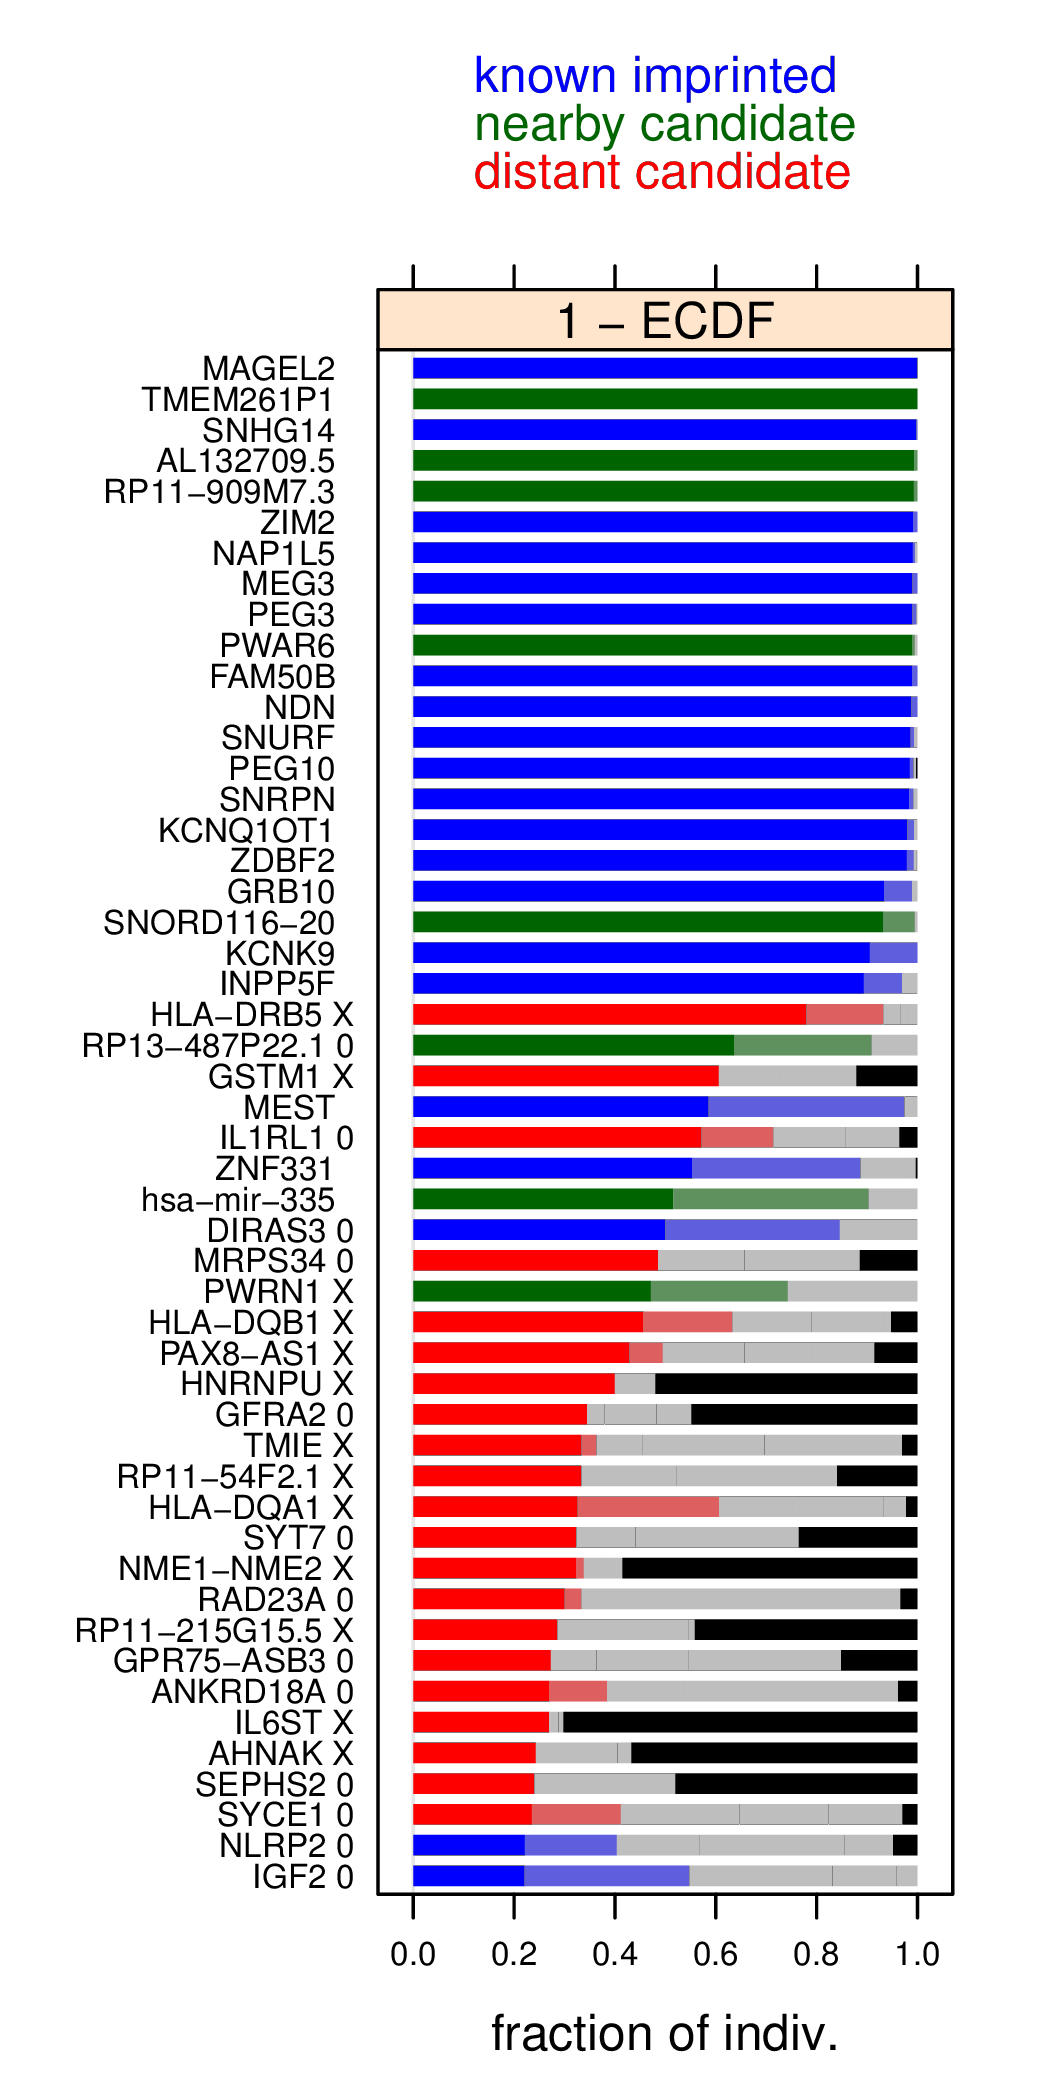 known imprinted
nearby candidate
distant candidate
1 – ECDF
MAGEL2
TMEM261P1
SNHG14
AL132709.5
RP11−909M7.3
ZIM2
NAP1L5
MEG3
PEG3
PWAR6
FAM50B
NDN
SNURF
PEG10
SNRPN
KCNQ1OT1
ZDBF2
GRB10
SNORD116−20
KCNK9
INPP5F
HLA−DRB5 X
RP13−487P22.1 0
GSTM1 X
MEST
IL1RL1 0
ZNF331
hsa−mir−335
DIRAS3 0
MRPS34 0
PWRN1 X
HLA−DQB1 X
PAX8−AS1 X
HNRNPU X
GFRA2 0
TMIE X
RP11−54F2.1 X
HLA−DQA1 X
SYT7 0
NME1−NME2 X
RAD23A 0
RP11−215G15.5 X
GPR75−ASB3 0
ANKRD18A 0
IL6ST X
AHNAK X
SEPHS2 0
SYCE1 0
NLRP2 0
IGF2 0
0.0 0.2 0.4 0.6 0.8 1.0
fraction of indiv.